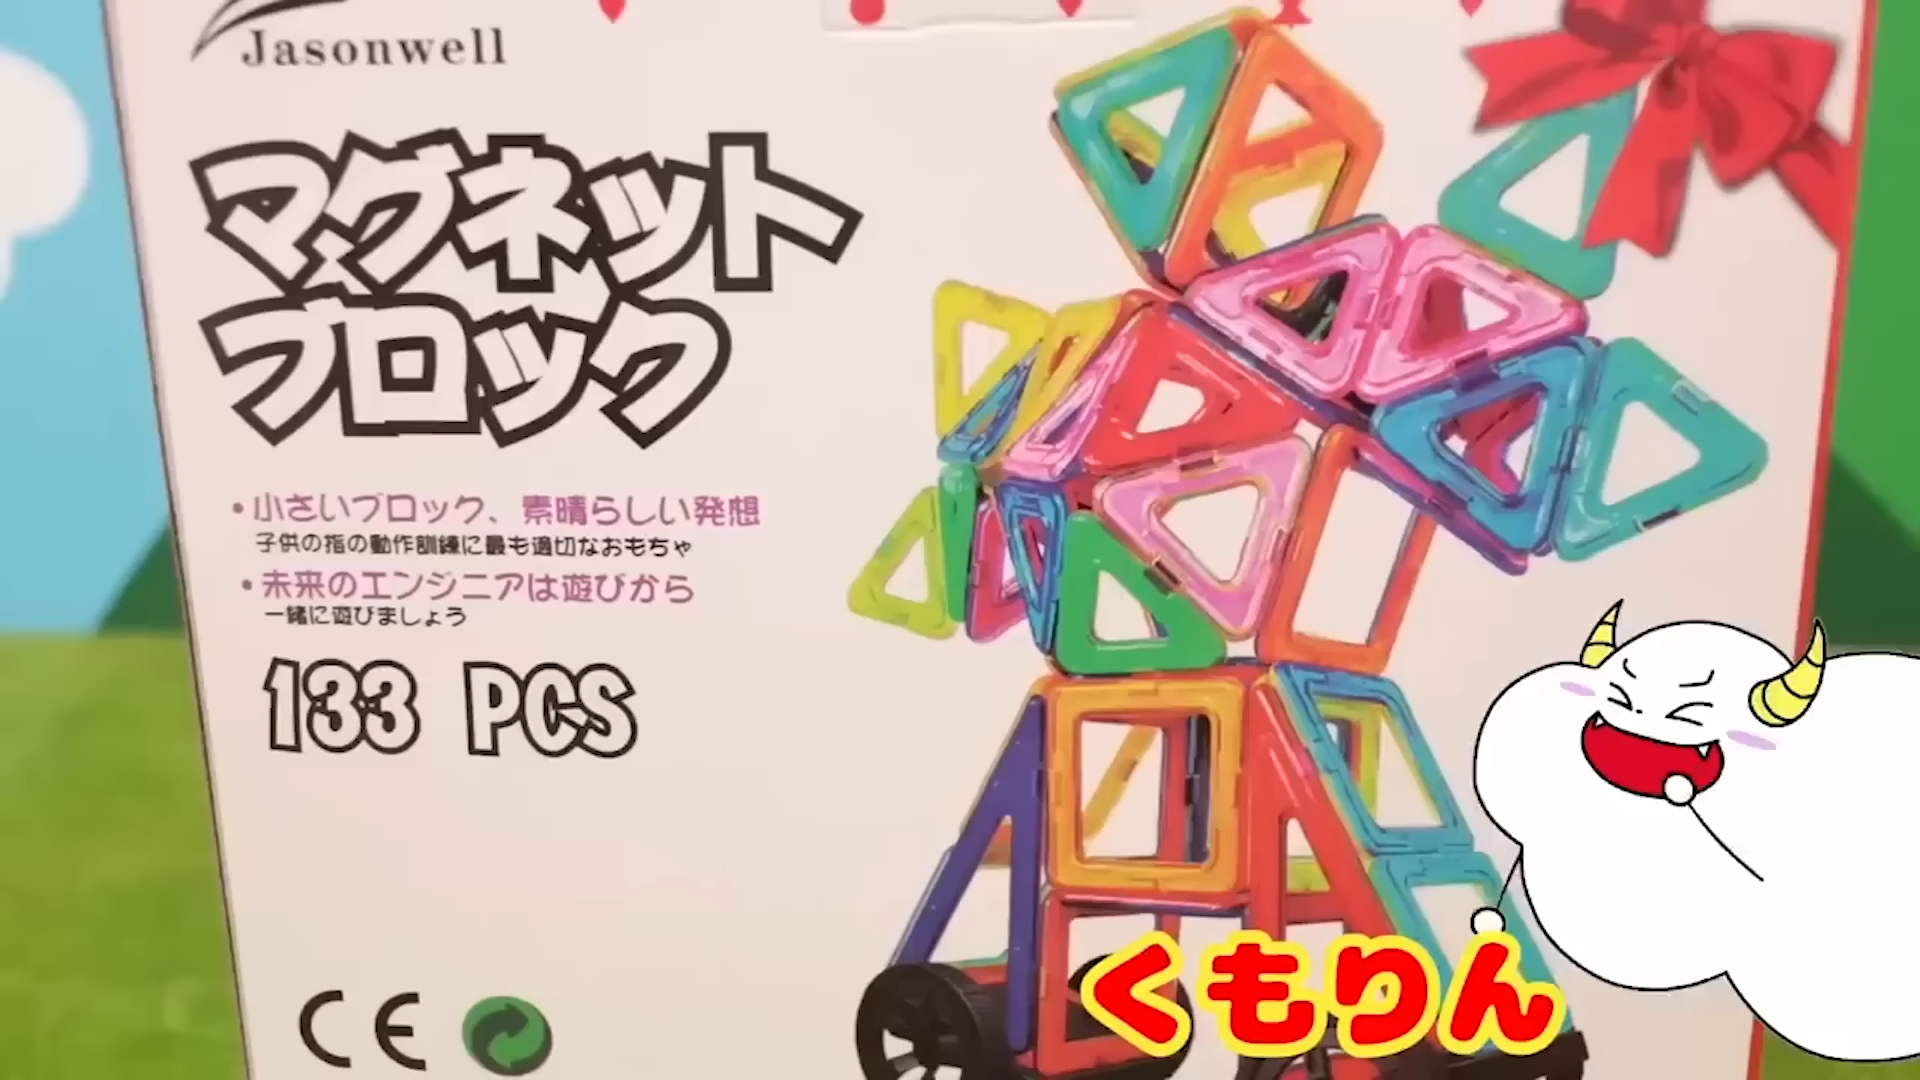 Jasonwell
マグネット
ブロック
・小さいブロック、素晴らしい発想
子供の指の動作訓練に最も適切なおもちゃ
・未来のエンジニアは遊びから
一緒に遊びましょう
133 PCS
CE
くもりん